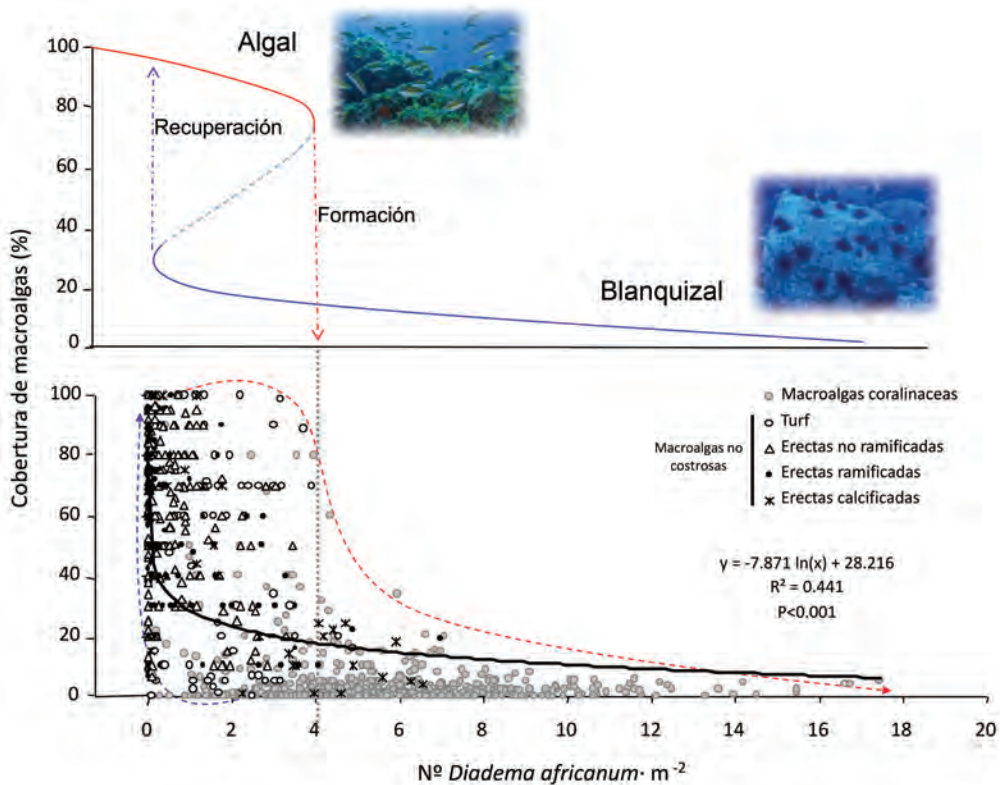 Algal
100
80
Recuperación
60
Formación
40
Blanquizal
20
0
Cobertura de macroalgas (%)
100
Macroalgas coralinaceas
Turf
Macroalgas no
costrosas
Erectas no ramificadas
80
Erectas ramificadas
Erectas calcificadas
60
y = -7.871 ln(x) + 28.216
R² = 0.441
40
P<0.001
20
0
0 2 4 6 8 10 12 14 16 18 20
Nº Diadema africanum· m⁻²